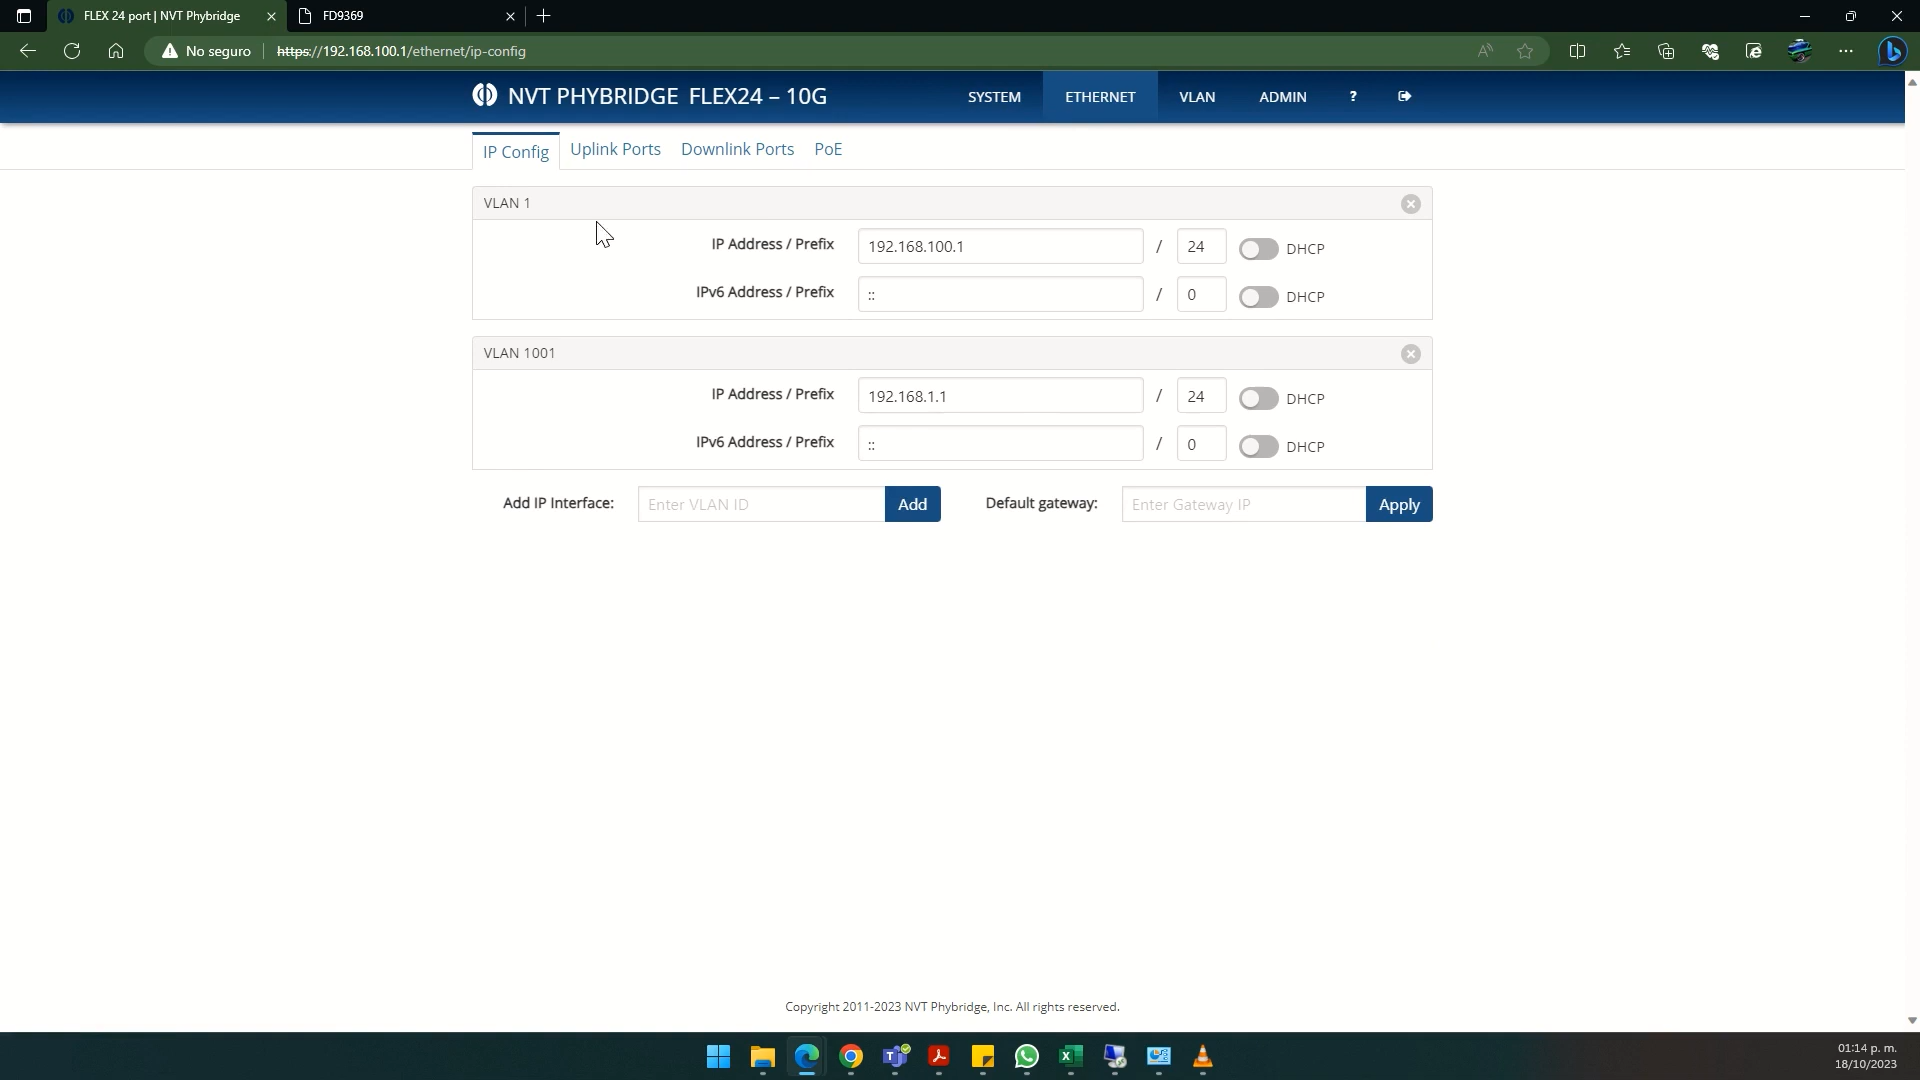 FLEX 24 port | NVT Phybridge
FD9369
No seguro
https://192.168.100.1/ethernet/ip-config
NVT PHYBRIDGE FLEX24 – 10G
SYSTEM
ETHERNET
VLAN
ADMIN
?
IP Config
Uplink Ports
Downlink Ports
PoE
VLAN 1
IP Address / Prefix
192.168.100.1
/
24
DHCP
IPv6 Address / Prefix
::
/
0
DHCP
VLAN 1001
IP Address / Prefix
192.168.1.1
/
24
DHCP
IPv6 Address / Prefix
::
/
0
DHCP
Add IP Interface:
Enter VLAN ID
Add
Default gateway:
Enter Gateway IP
Apply
Copyright 2011-2023 NVT Phybridge, Inc. All rights reserved.
01:14 p. m.
18/10/2023